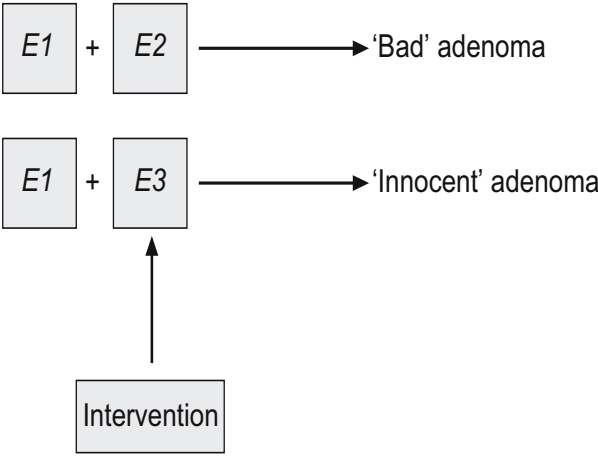 E1 + E2 ‘Bad’ adenoma
E1 + E3 ‘Innocent’ adenoma
Intervention